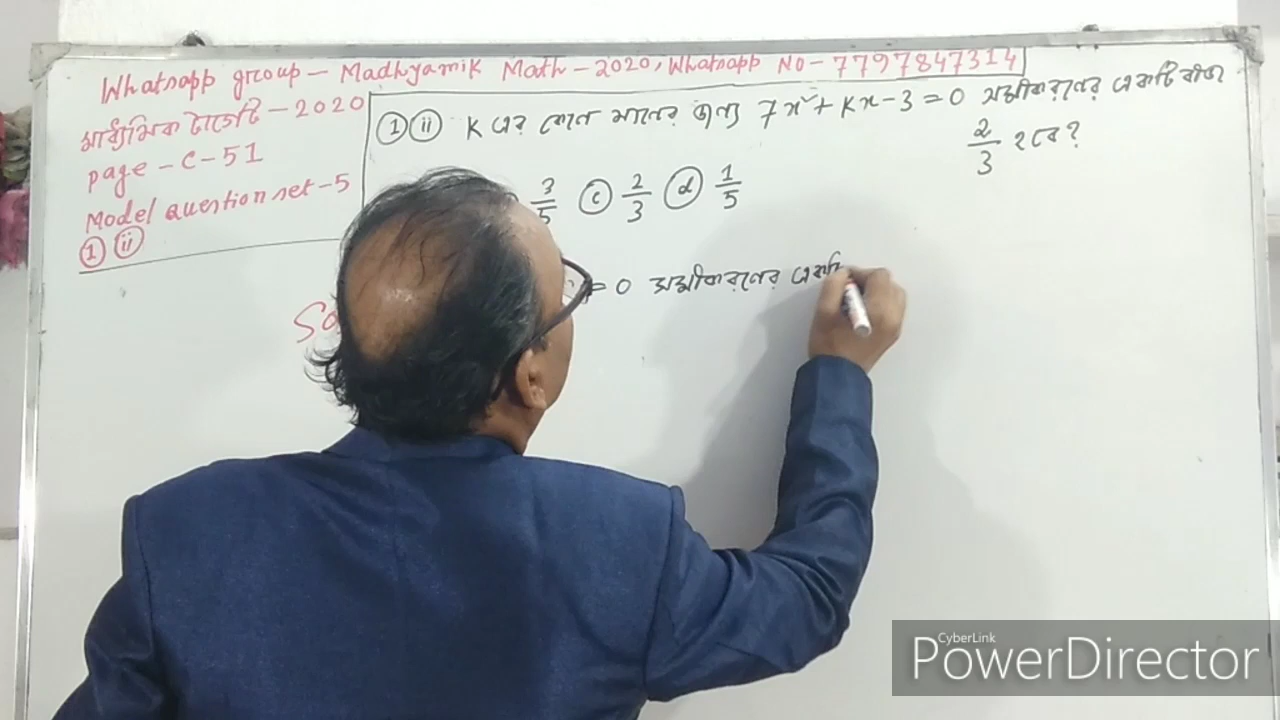 Whatsapp group - Madhyamik Math - 2020, Whatsapp No - 7797847314
মাধ্যমিক টার্গেট - 2020
page - C - 51
Model question set - 5
① ⅱ
① ⅱ K এর কোন মানের জন্য 7x² + Kx - 3 = 0 সমীকরণের একটি বীজ
2/3 হবে?
3/5 ⓒ 2/3 ⓓ 1/5
= 0 সমীকরণের একটি
CyberLink
PowerDirector